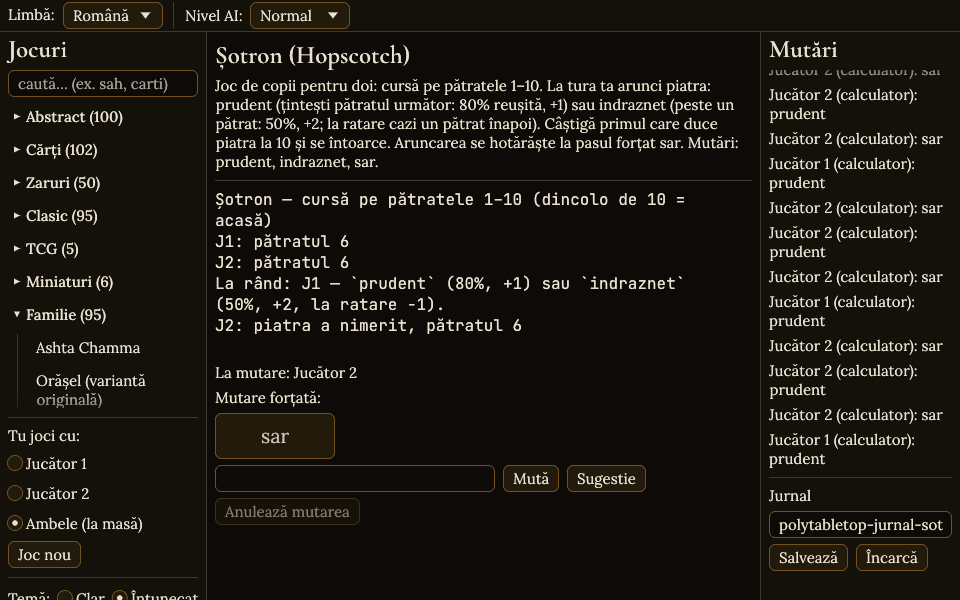 Limbă: Română ▼ Nivel AI: Normal ▼
Jocuri
caută... (ex. sah, carti)
▸ Abstract (100)
▸ Cărți (102)
▸ Zaruri (50)
▸ Clasic (95)
▸ TCG (5)
▸ Miniaturi (6)
▾ Familie (95)
Ashta Chamma
Orășel (variantă
originală)
Tu joci cu:
Jucător 1
Jucător 2
Ambele (la masă)
Joc nou
Temă: Clar Întunecat
Șotron (Hopscotch)
Joc de copii pentru doi: cursă pe pătratele 1–10. La tura ta arunci piatra:
prudent (țintești pătratul următor: 80% reușită, +1) sau indraznet (peste un
pătrat: 50%, +2; la ratare cazi un pătrat înapoi). Câștigă primul care duce
piatra la 10 și se întoarce. Aruncarea se hotărăște la pasul forțat sar. Mutări:
prudent, indraznet, sar.
Șotron — cursă pe pătratele 1–10 (dincolo de 10 =
acasă)
J1: pătratul 6
J2: pătratul 6
La rând: J1 — `prudent` (80%, +1) sau `indraznet`
(50%, +2, la ratare -1).
J2: piatra a nimerit, pătratul 6
La mutare: Jucător 2
Mutare forțată:
sar
Mută Sugestie
Anulează mutarea
Mutări
Jucător 2 (calculator): sar
Jucător 2 (calculator):
prudent
Jucător 2 (calculator): sar
Jucător 1 (calculator):
prudent
Jucător 2 (calculator): sar
Jucător 2 (calculator):
prudent
Jucător 2 (calculator): sar
Jucător 1 (calculator):
prudent
Jucător 2 (calculator): sar
Jucător 2 (calculator):
prudent
Jucător 2 (calculator): sar
Jucător 1 (calculator):
prudent
Jurnal
polytabletop-jurnal-sot
Salvează Încarcă